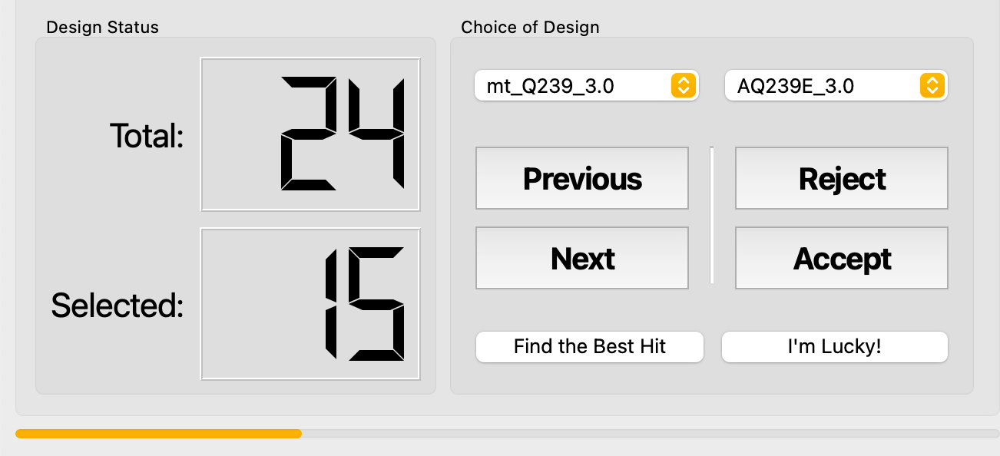 Design Status
Total: 24
Selected: 15
Choice of Design
mt_Q239_3.0 AQ239E_3.0
Previous Reject
Next Accept
Find the Best Hit I'm Lucky!